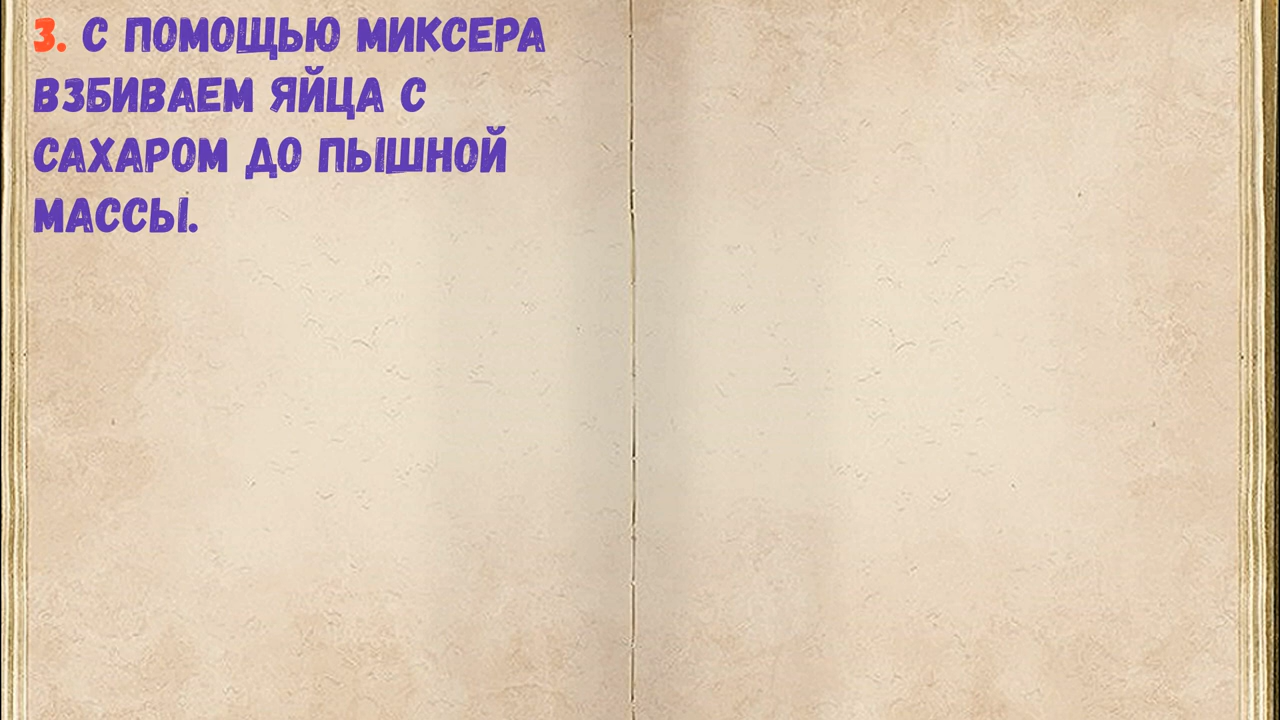 3. С ПОМОЩЬЮ МИКСЕРА
ВЗБИВАЕМ ЯЙЦА С
САХАРОМ ДО ПЫШНОЙ
МАССЫ.